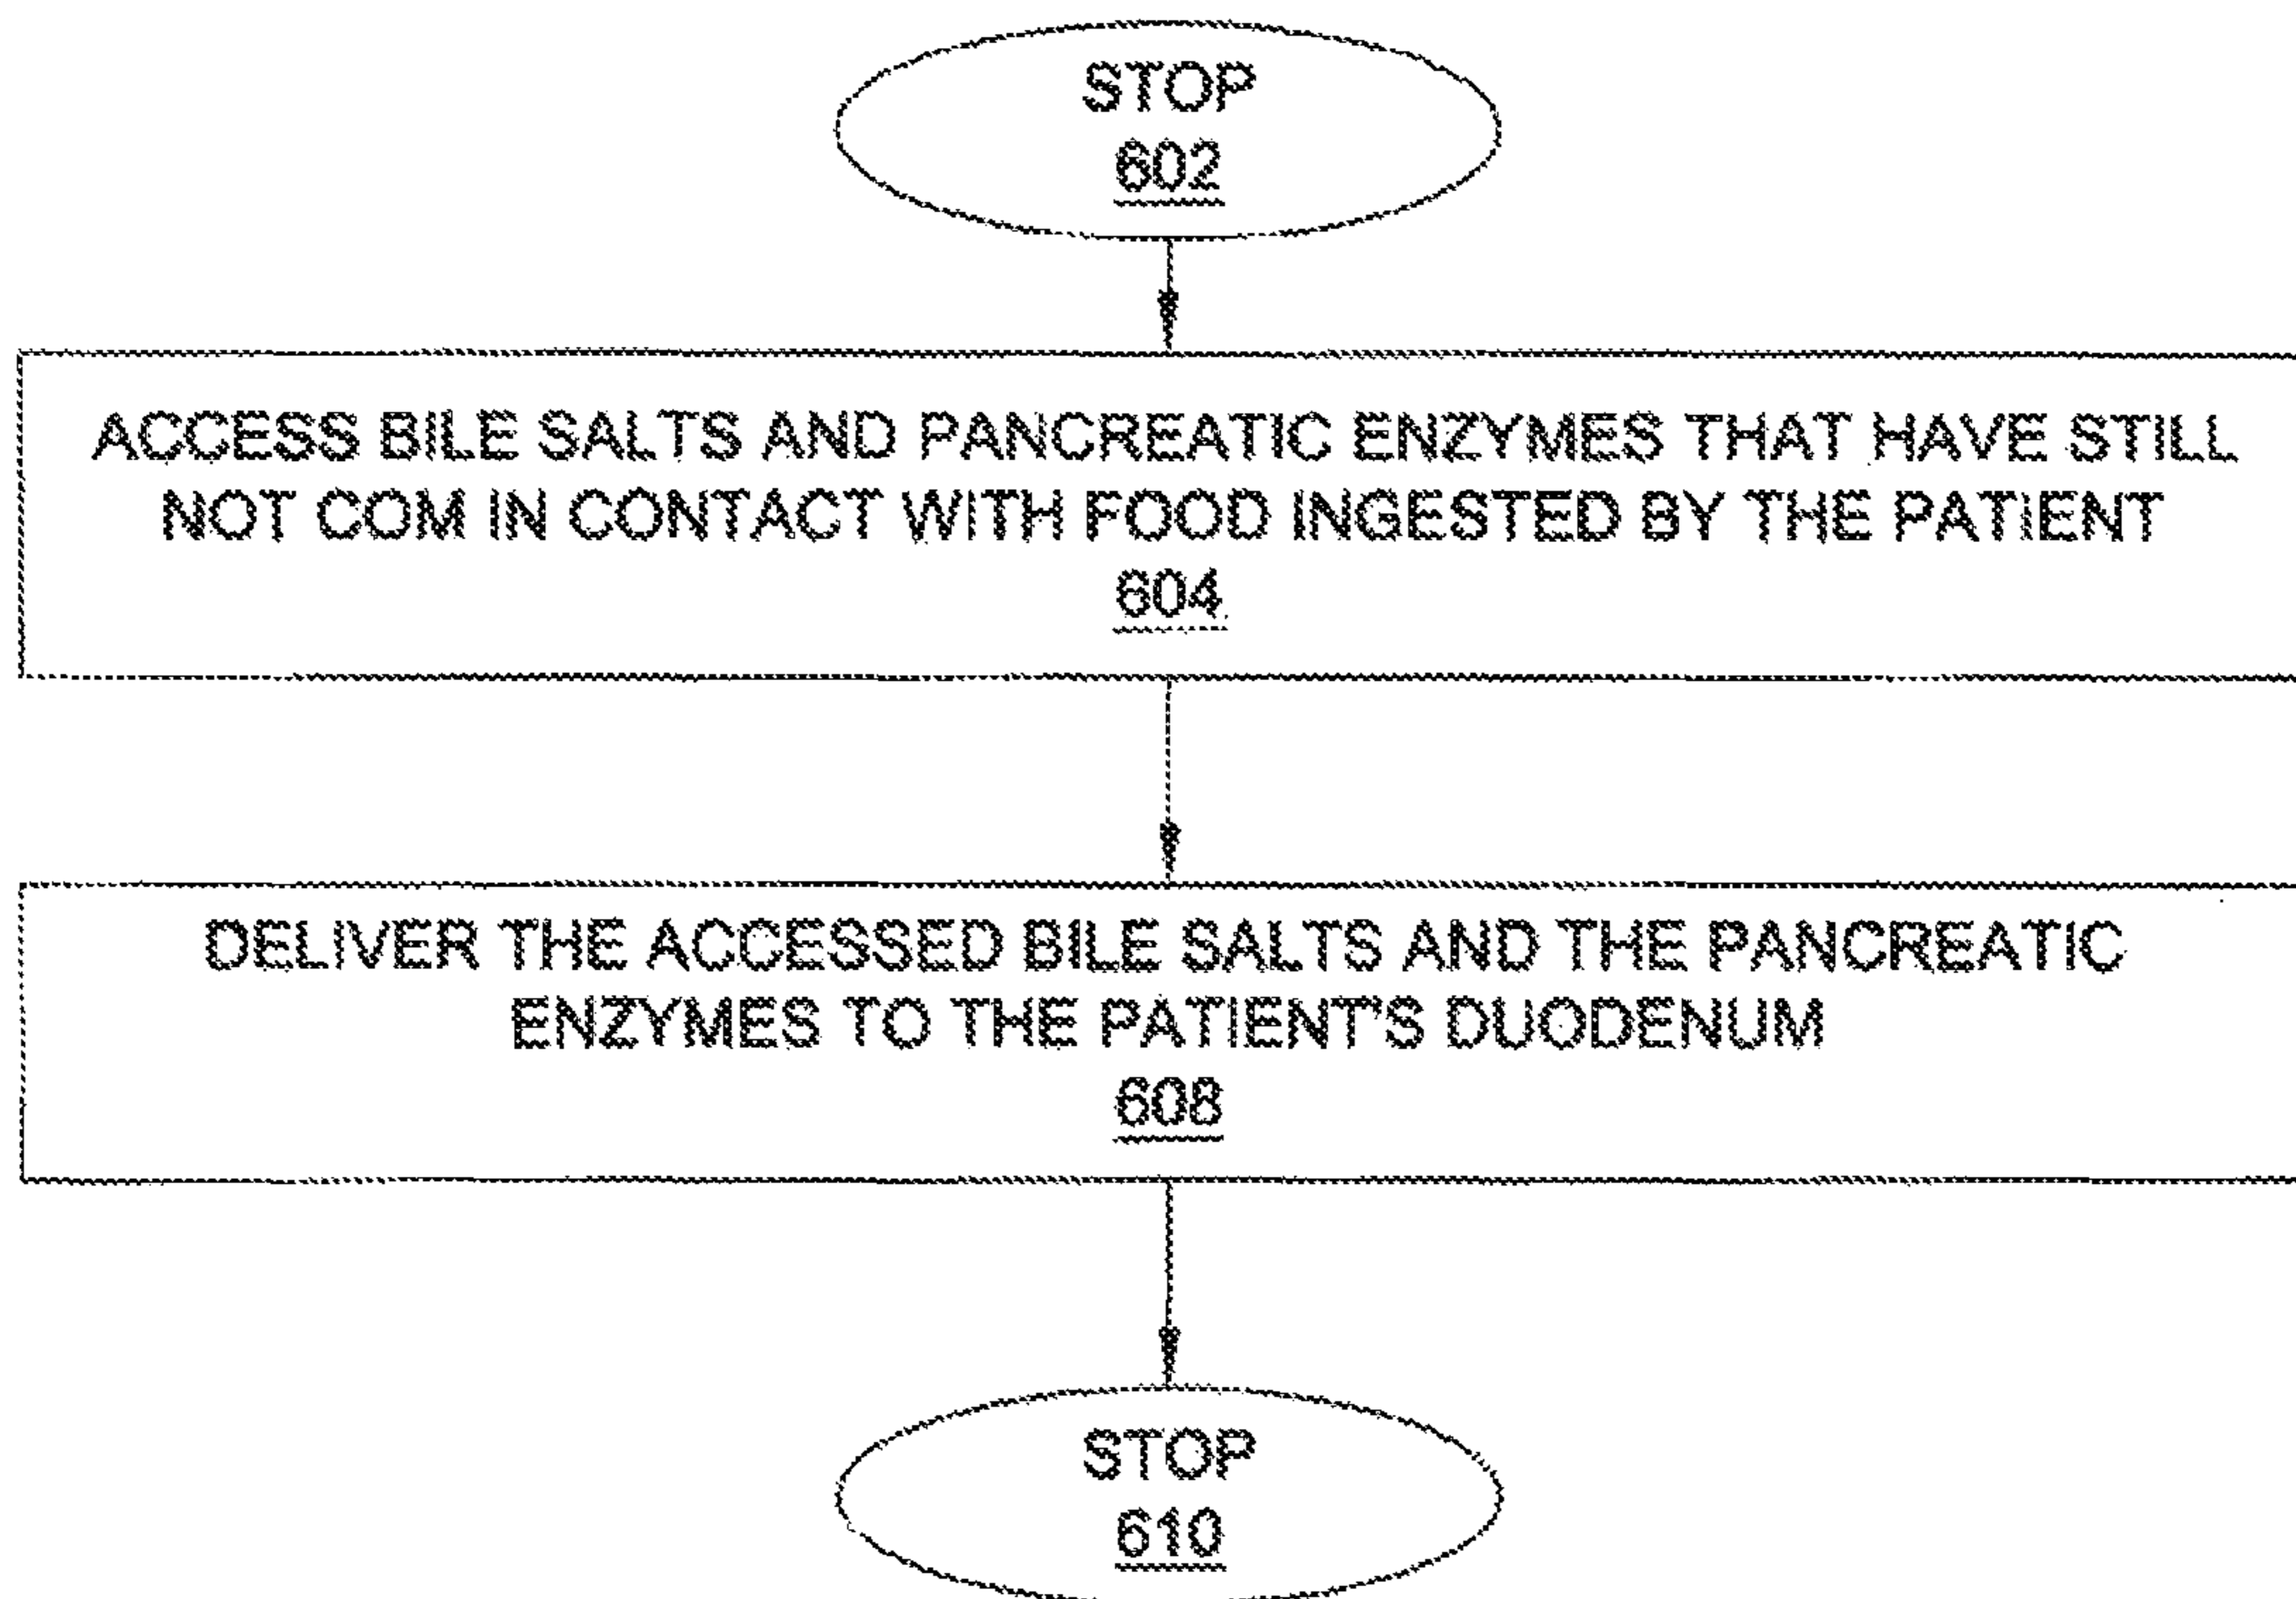 STOP
602
ACCESS BILE SALTS AND PANCREATIC ENZYMES THAT HAVE STILL
NOT COM IN CONTACT WITH FOOD INGESTED BY THE PATIENT
604
DELIVER THE ACCESSED BILE SALTS AND THE PANCREATIC
ENZYMES TO THE PATIENT'S DUODENUM
608
STOP
610